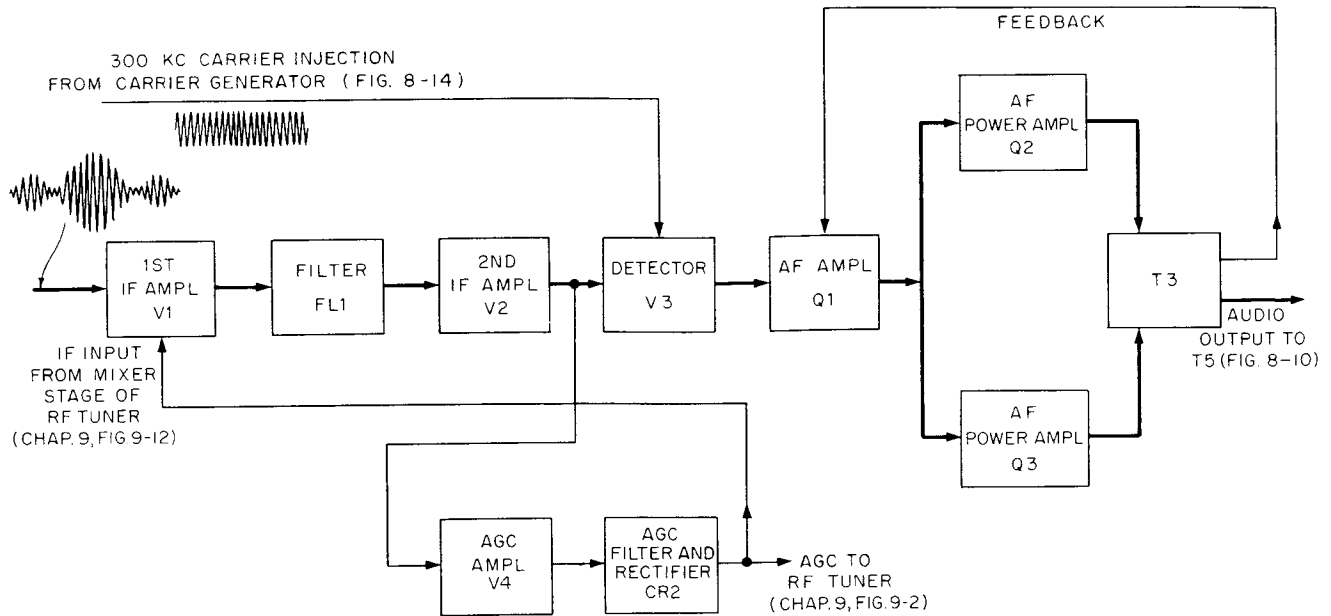 FEEDBACK
300 KC CARRIER INJECTION
FROM CARRIER GENERATOR (FIG. 8-14)
AF
POWER AMPL
Q2
1ST
IF AMPL
V1
FILTER
FL1
2ND
IF AMPL
V2
DETECTOR
V3
AF AMPL
Q1
T3
AUDIO
OUTPUT TO
T5 (FIG. 8-10)
IF INPUT
FROM MIXER
STAGE OF
RF TUNER
(CHAP. 9, FIG. 9-12)
AF
POWER AMPL
Q3
AGC
AMPL
V4
AGC
FILTER AND
RECTIFIER
CR2
AGC TO
RF TUNER
(CHAP. 9, FIG. 9-2)